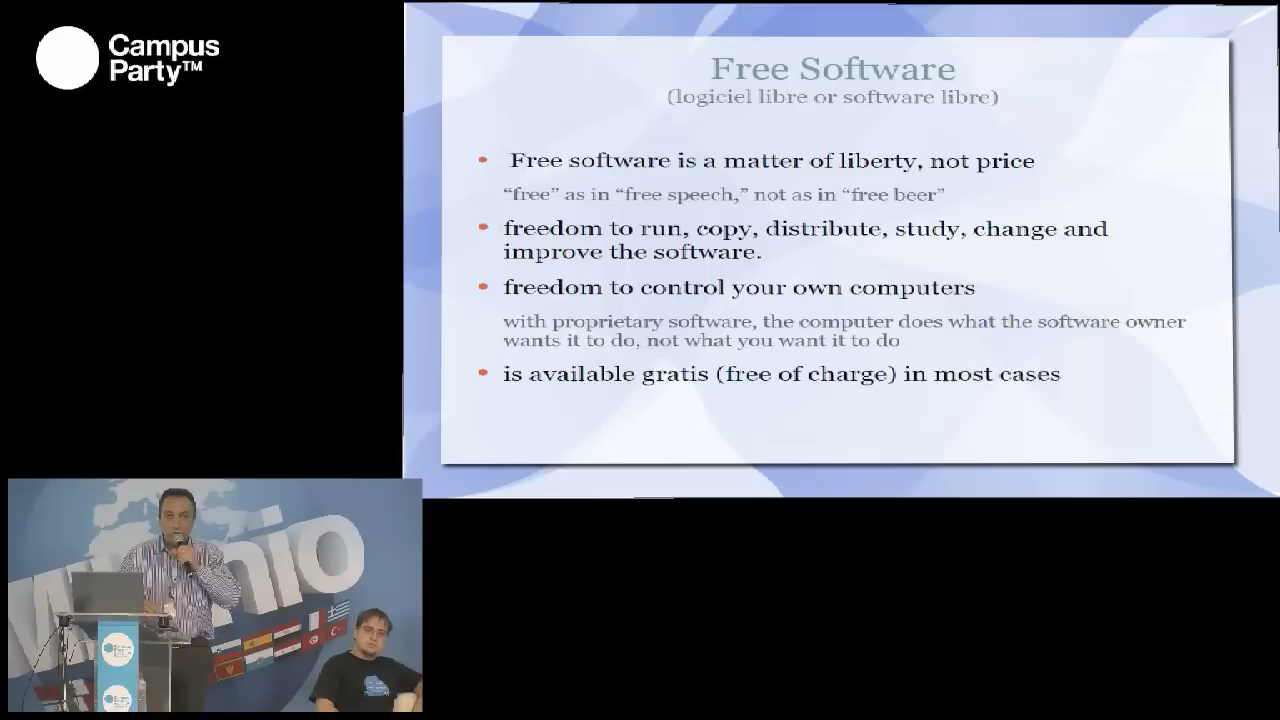 Campus
Party™
Free Software
(logiciel libre or software libre)
• Free software is a matter of liberty, not price
“free” as in “free speech,” not as in “free beer”
• freedom to run, copy, distribute, study, change and
improve the software.
• freedom to control your own computers
with proprietary software, the computer does what the software owner
wants it to do, not what you want it to do
• is available gratis (free of charge) in most cases